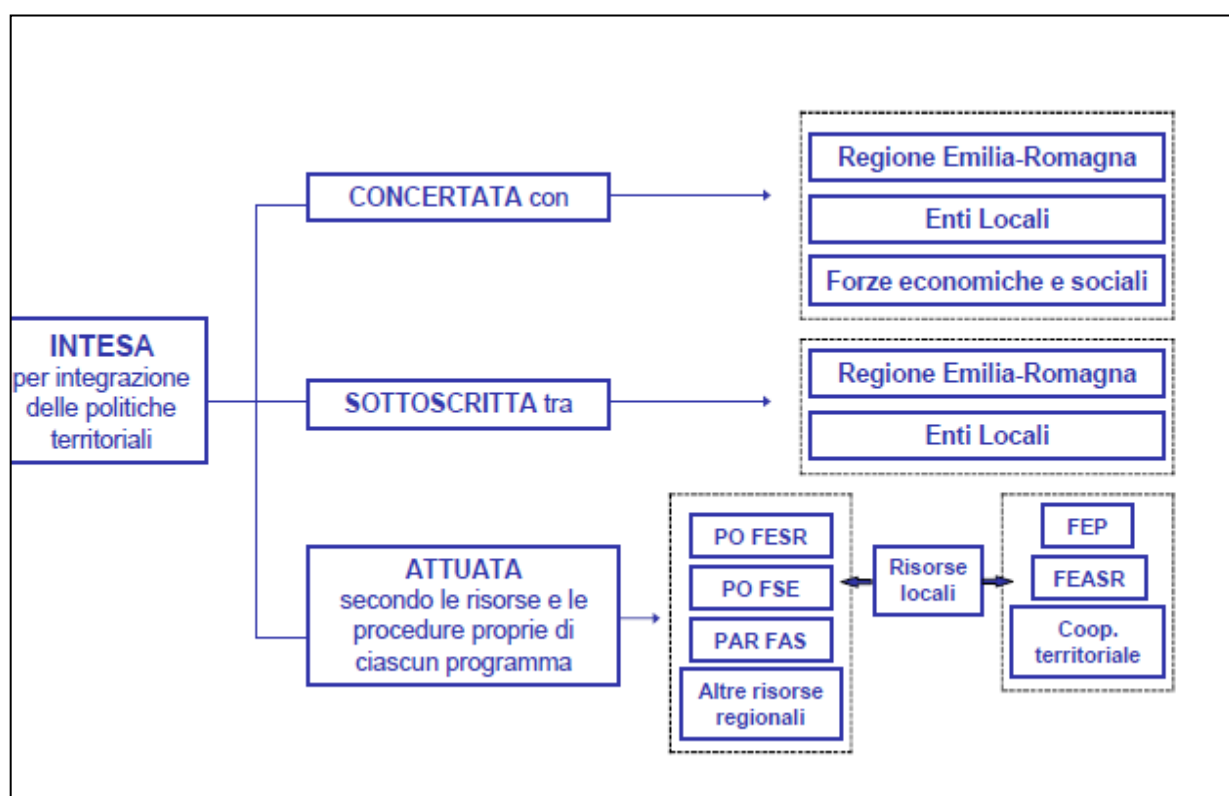 INTESA
per integrazione
delle politiche
territoriali
CONCERTATA con
Regione Emilia-Romagna
Enti Locali
Forze economiche e sociali
SOTTOSCRITTA tra
Regione Emilia-Romagna
Enti Locali
ATTUATA
secondo le risorse e le
procedure proprie di
ciascun programma
PO FESR
PO FSE
PAR FAS
Altre risorse
regionali
Risorse
locali
FEP
FEASR
Coop.
territoriale